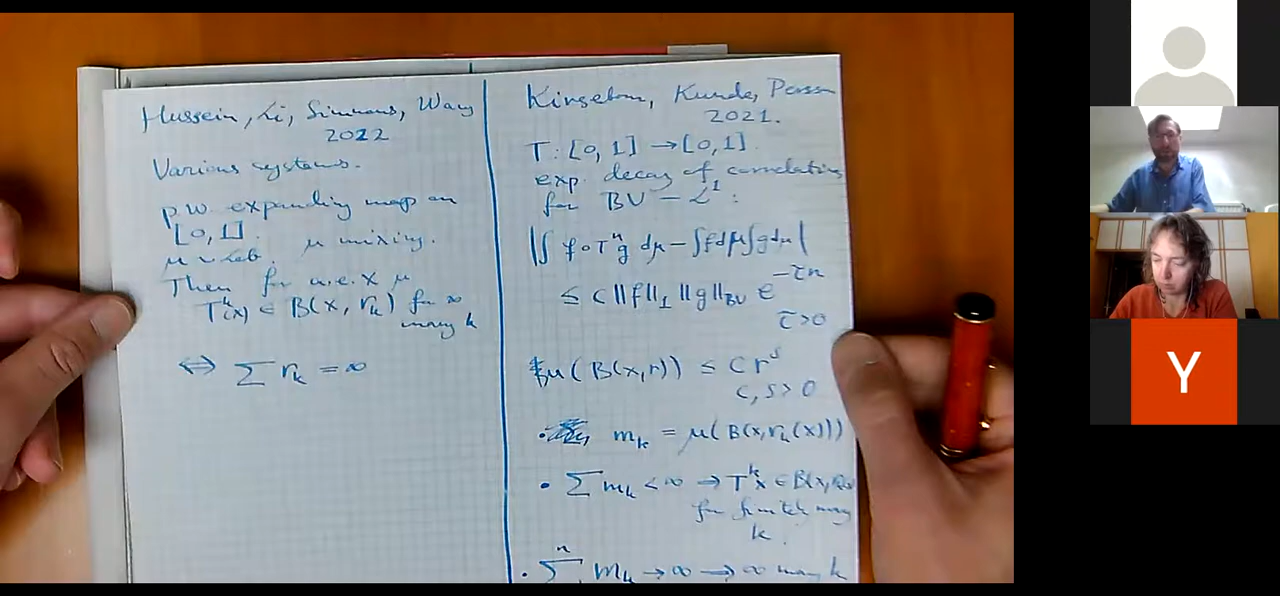 Hussein, Li, Simmons, Wang
2022
Various systems.
p.w. expanding map on
[0,1]. μ mixing.
μ ~ Leb.
Then for a.e. x μ
T^k(x) ∈ B(x, r_k) for ∞
many k
⇔ ∑ r_k = ∞
Kirsebom, Kunde, Persson
2021.
T: [0,1] → [0,1].
exp. decay of correlations
for BV - L^1:
|∫ f∘T^n g dμ - ∫f dμ ∫g dμ|
≤ c ||f||_1 ||g||_BV e^{-τn}
τ>0
μ(B(x,r)) ≤ C r^s
C, s > 0
• m_k = μ(B(x, r_k(x)))
• ∑ m_k < ∞ → T^k x ∈ B(x, r_k
for finitely many
k.
• ∑^n m_k → ∞ → ∞ many k
Y